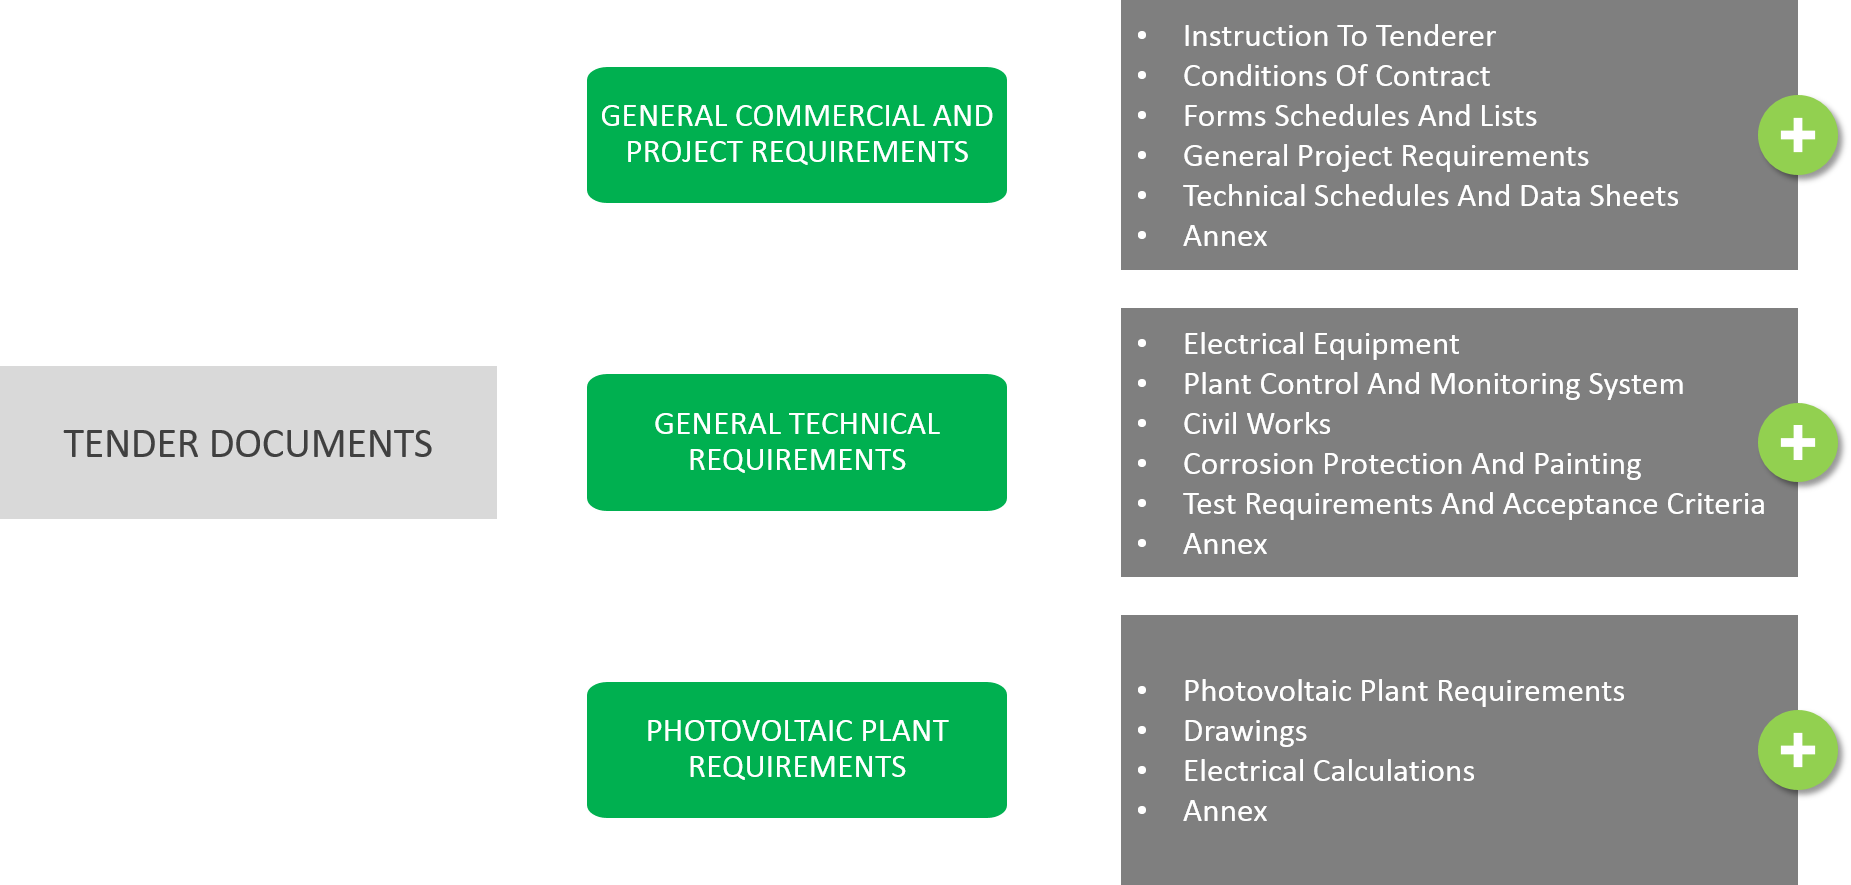 TENDER DOCUMENTS
GENERAL COMMERCIAL AND
PROJECT REQUIREMENTS
• Instruction To Tenderer
• Conditions Of Contract
• Forms Schedules And Lists
• General Project Requirements
• Technical Schedules And Data Sheets
• Annex
GENERAL TECHNICAL
REQUIREMENTS
• Electrical Equipment
• Plant Control And Monitoring System
• Civil Works
• Corrosion Protection And Painting
• Test Requirements And Acceptance Criteria
• Annex
PHOTOVOLTAIC PLANT
REQUIREMENTS
• Photovoltaic Plant Requirements
• Drawings
• Electrical Calculations
• Annex